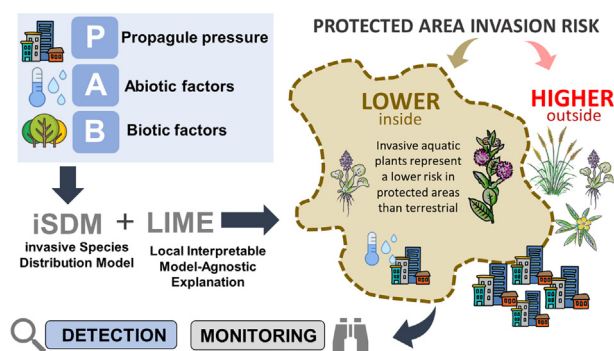 P Propagule pressure
A Abiotic factors
B Biotic factors
iSDM + LIME
invasive Species
Distribution Model
Local Interpretable
Model-Agnostic
Explanation
PROTECTED AREA INVASION RISK
LOWER
inside
Invasive aquatic
plants represent
a lower risk in
protected areas
than terrestrial
HIGHER
outside
DETECTION
MONITORING